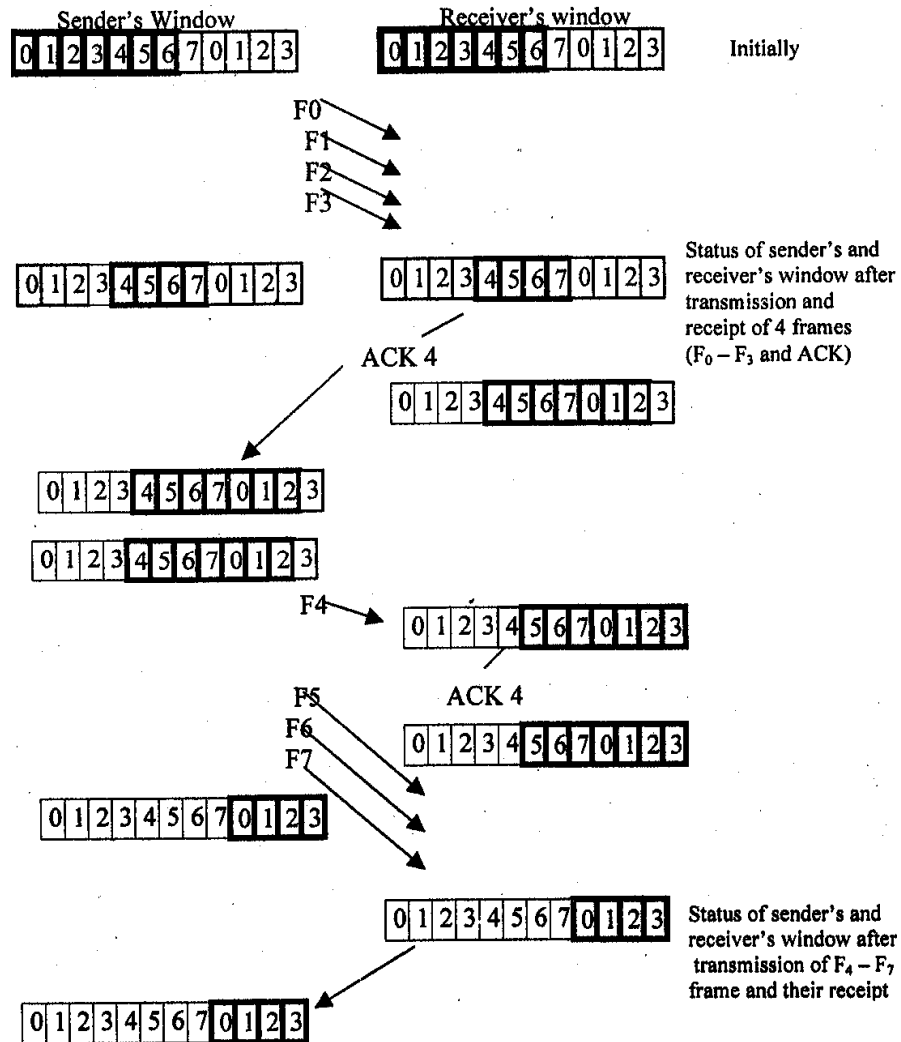 Sender's Window
Receiver's window
0 1 2 3 4 5 6 7 0 1 2 3
0 1 2 3 4 5 6 7 0 1 2 3
Initially
F0
F1
F2
F3
0 1 2 3 4 5 6 7 0 1 2 3
0 1 2 3 4 5 6 7 0 1 2 3
Status of sender's and
receiver's window after
transmission and
receipt of 4 frames
(F0 – F3 and ACK)
ACK 4
0 1 2 3 4 5 6 7 0 1 2 3
0 1 2 3 4 5 6 7 0 1 2 3
0 1 2 3 4 5 6 7 0 1 2 3
F4
0 1 2 3 4 5 6 7 0 1 2 3
ACK 4
F5
F6
F7
0 1 2 3 4 5 6 7 0 1 2 3
0 1 2 3 4 5 6 7 0 1 2 3
0 1 2 3 4 5 6 7 0 1 2 3
Status of sender's and
receiver's window after
transmission of F4 – F7
frame and their receipt
0 1 2 3 4 5 6 7 0 1 2 3